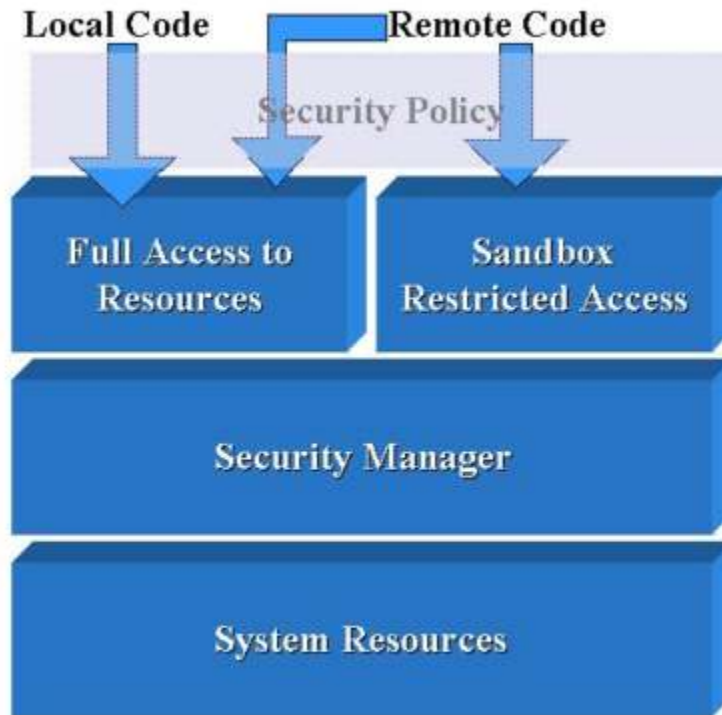 Local Code
Remote Code
Security Policy
Full Access to
Resources
Sandbox
Restricted Access
Security Manager
System Resources